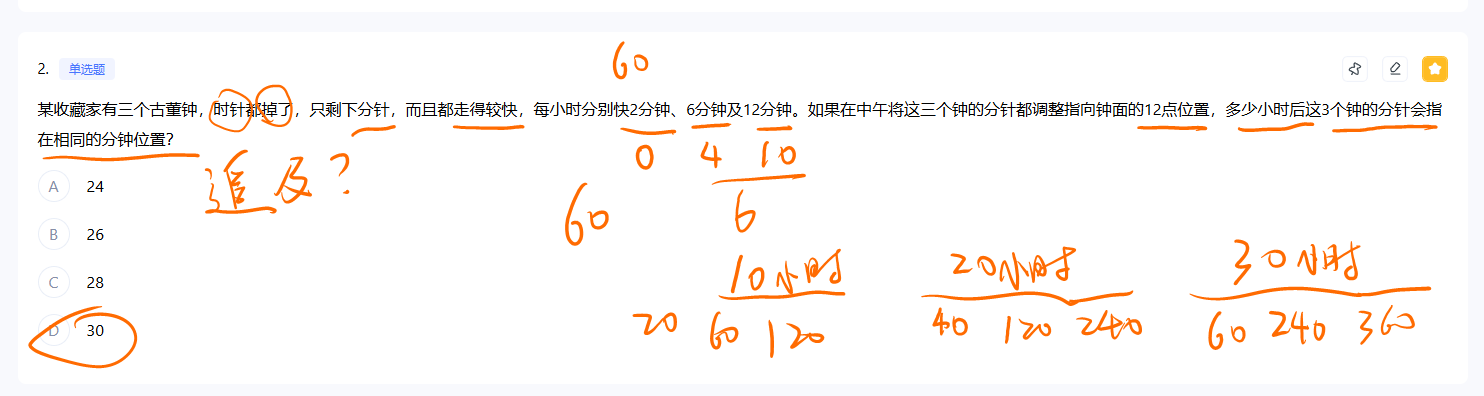 60
2. 单选题
某收藏家有三个古董钟，时针都掉了，只剩下分针，而且都走得较快，每小时分别快2分钟、6分钟及12分钟。如果在中午将这三个钟的分针都调整指向钟面的12点位置，多少小时后这3个钟的分针会指
在相同的分钟位置？
0 4 10
追及？
6
60
A 24
B 26
C 28
D 30
10小时
20 60 120
20小时
40 120 240
30小时
60 240 360